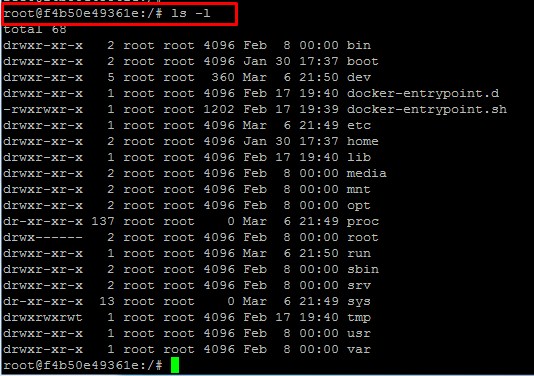 root@f4b50e49361e:/# ls -l
total 68
drwxr-xr-x   2 root root 4096 Feb  8 00:00 bin
drwxr-xr-x   2 root root 4096 Jan 30 17:37 boot
drwxr-xr-x   5 root root  360 Mar  6 21:50 dev
drwxr-xr-x   1 root root 4096 Feb 17 19:40 docker-entrypoint.d
-rwxrwxr-x   1 root root 1202 Feb 17 19:39 docker-entrypoint.sh
drwxr-xr-x   1 root root 4096 Mar  6 21:49 etc
drwxr-xr-x   2 root root 4096 Jan 30 17:37 home
drwxr-xr-x   1 root root 4096 Feb 17 19:40 lib
drwxr-xr-x   2 root root 4096 Feb  8 00:00 media
drwxr-xr-x   2 root root 4096 Feb  8 00:00 mnt
drwxr-xr-x   2 root root 4096 Feb  8 00:00 opt
dr-xr-xr-x 137 root root    0 Mar  6 21:49 proc
drwx------   2 root root 4096 Feb  8 00:00 root
drwxr-xr-x   1 root root 4096 Mar  6 21:50 run
drwxr-xr-x   2 root root 4096 Feb  8 00:00 sbin
drwxr-xr-x   2 root root 4096 Feb  8 00:00 srv
dr-xr-xr-x  13 root root    0 Mar  6 21:49 sys
drwxrwxrwt   1 root root 4096 Feb 17 19:40 tmp
drwxr-xr-x   1 root root 4096 Feb  8 00:00 usr
drwxr-xr-x   1 root root 4096 Feb  8 00:00 var
root@f4b50e49361e:/#